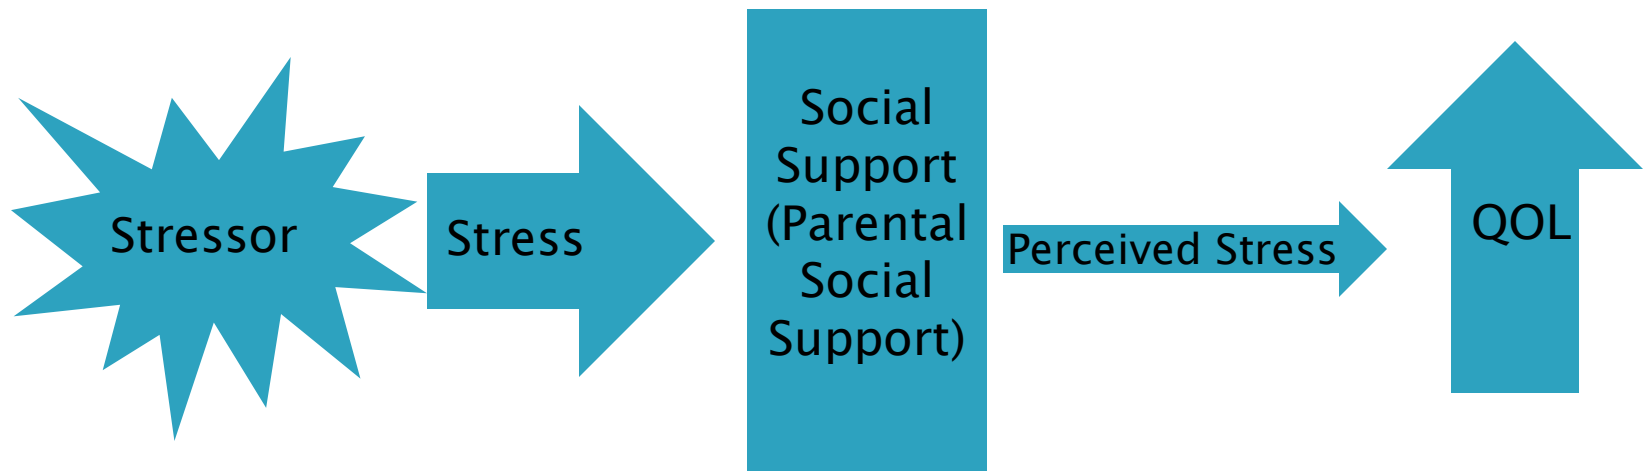 Stressor
Stress
Social
Support
(Parental
Social
Support)
Perceived Stress
QOL